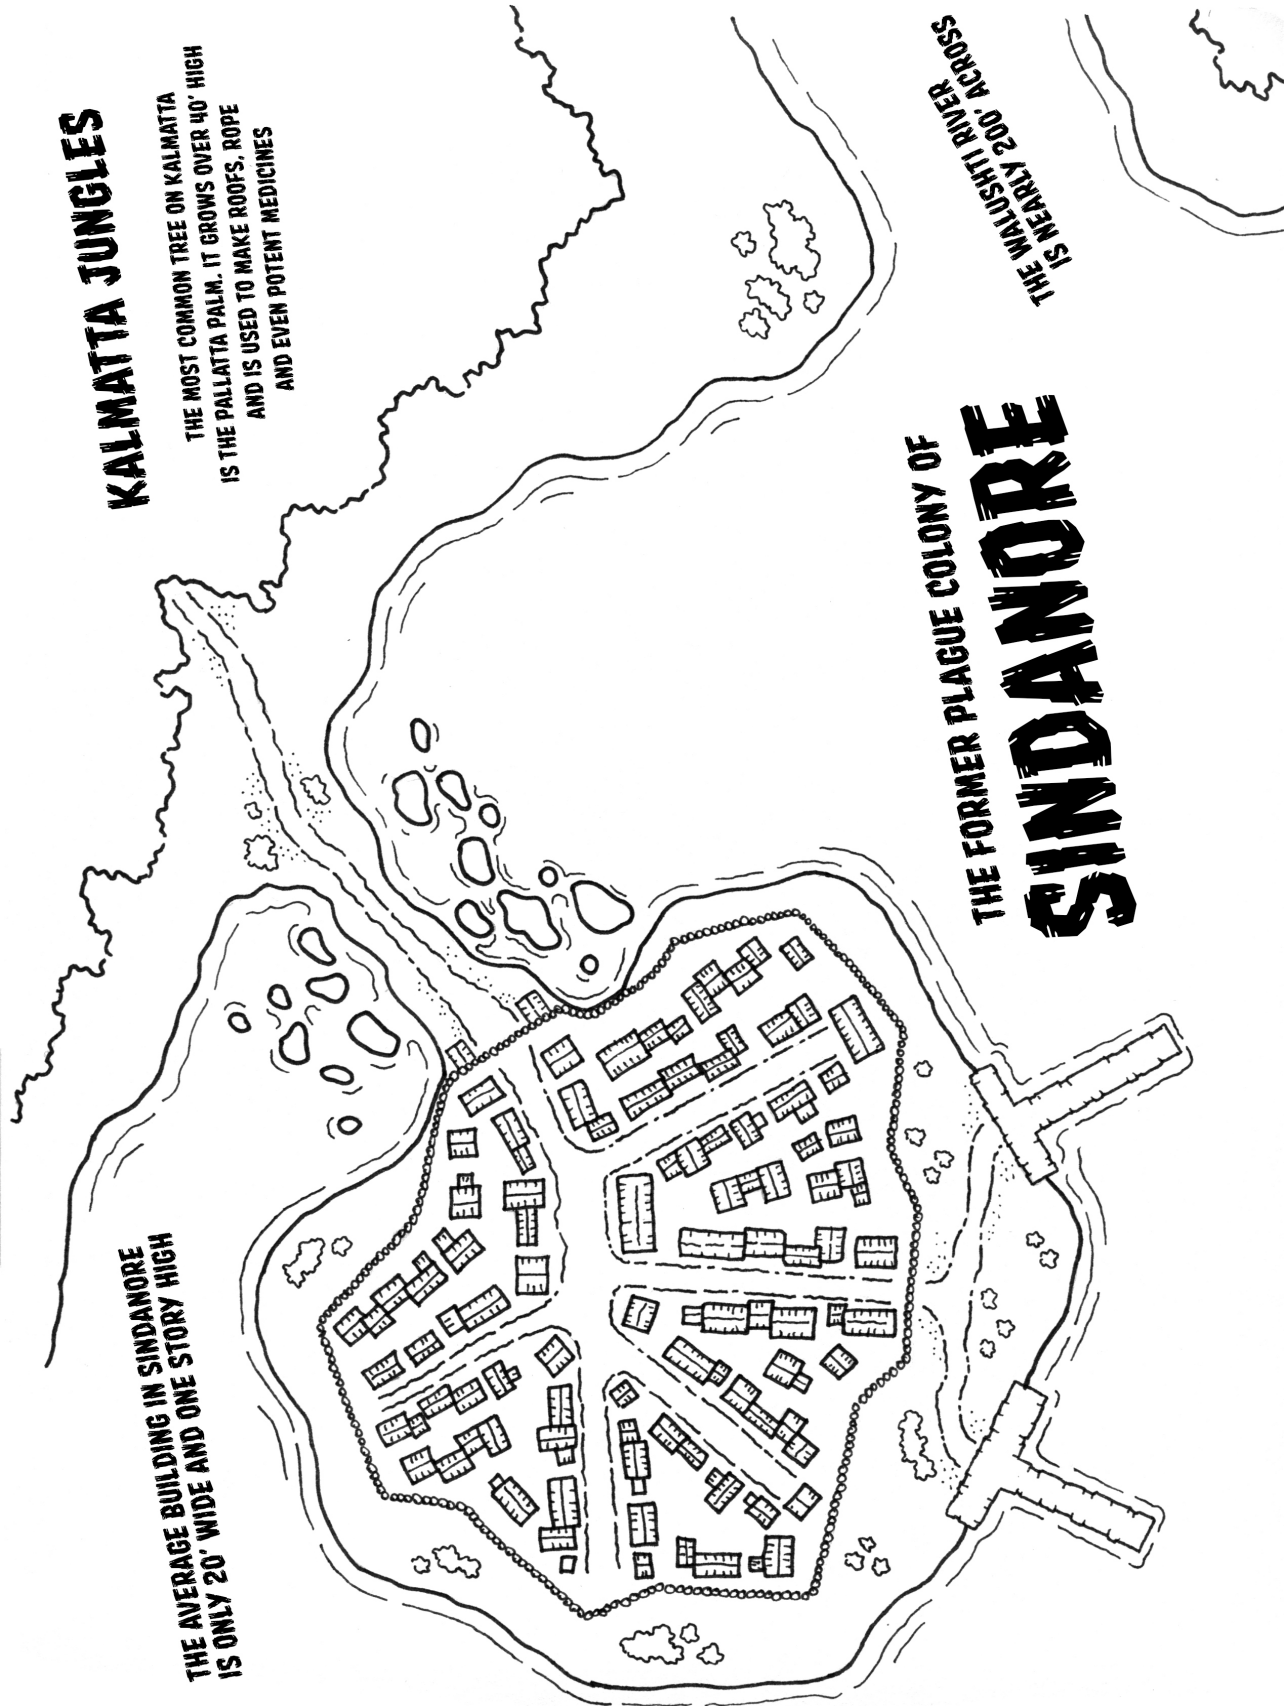 KALMATTA JUNGLES
THE MOST COMMON TREE ON KALMATTA
IS THE PALLATTA PALM. IT GROWS OVER 40' HIGH
AND IS USED TO MAKE ROOFS, ROPE
AND EVEN POTENT MEDICINES
THE AVERAGE BUILDING IN SINDANORE
IS ONLY 20' WIDE AND ONE STORY HIGH
THE FORMER PLAGUE COLONY OF
SINDANORE
THE WALUSHTI RIVER
IS NEARLY 200' ACROSS